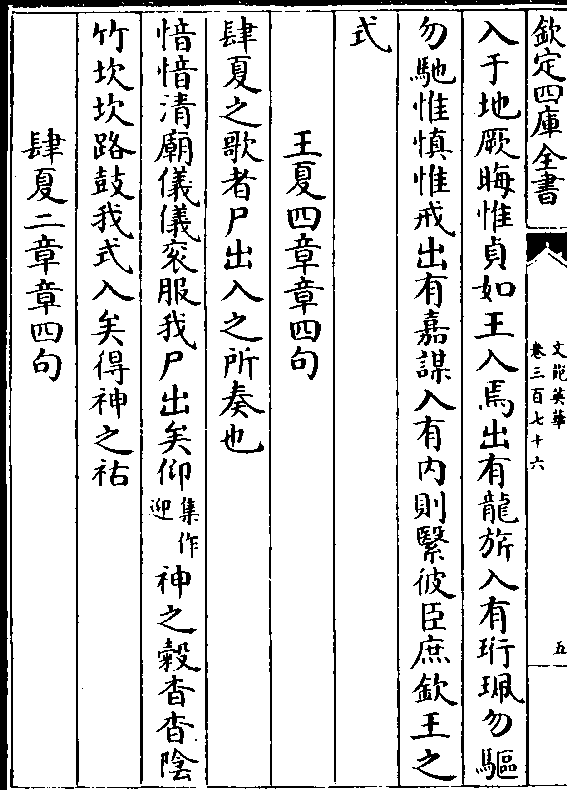 欽定四庫全書
文苑英華
卷三百七十六
五
入于地厥晦惟貞如王入焉出有龍旂入有珩珮勿驅
勿馳惟慎惟戒出有嘉謀入有內則繄彼臣庶欽王之
式
王夏四章章四句
肆夏之歌者尸出入之所奏也
愔愔清廟儀儀衮服我尸出矣仰集作迎神之穀杳杳陰
竹坎坎路鼓我式入矣得神之祜
肆夏二章章四句